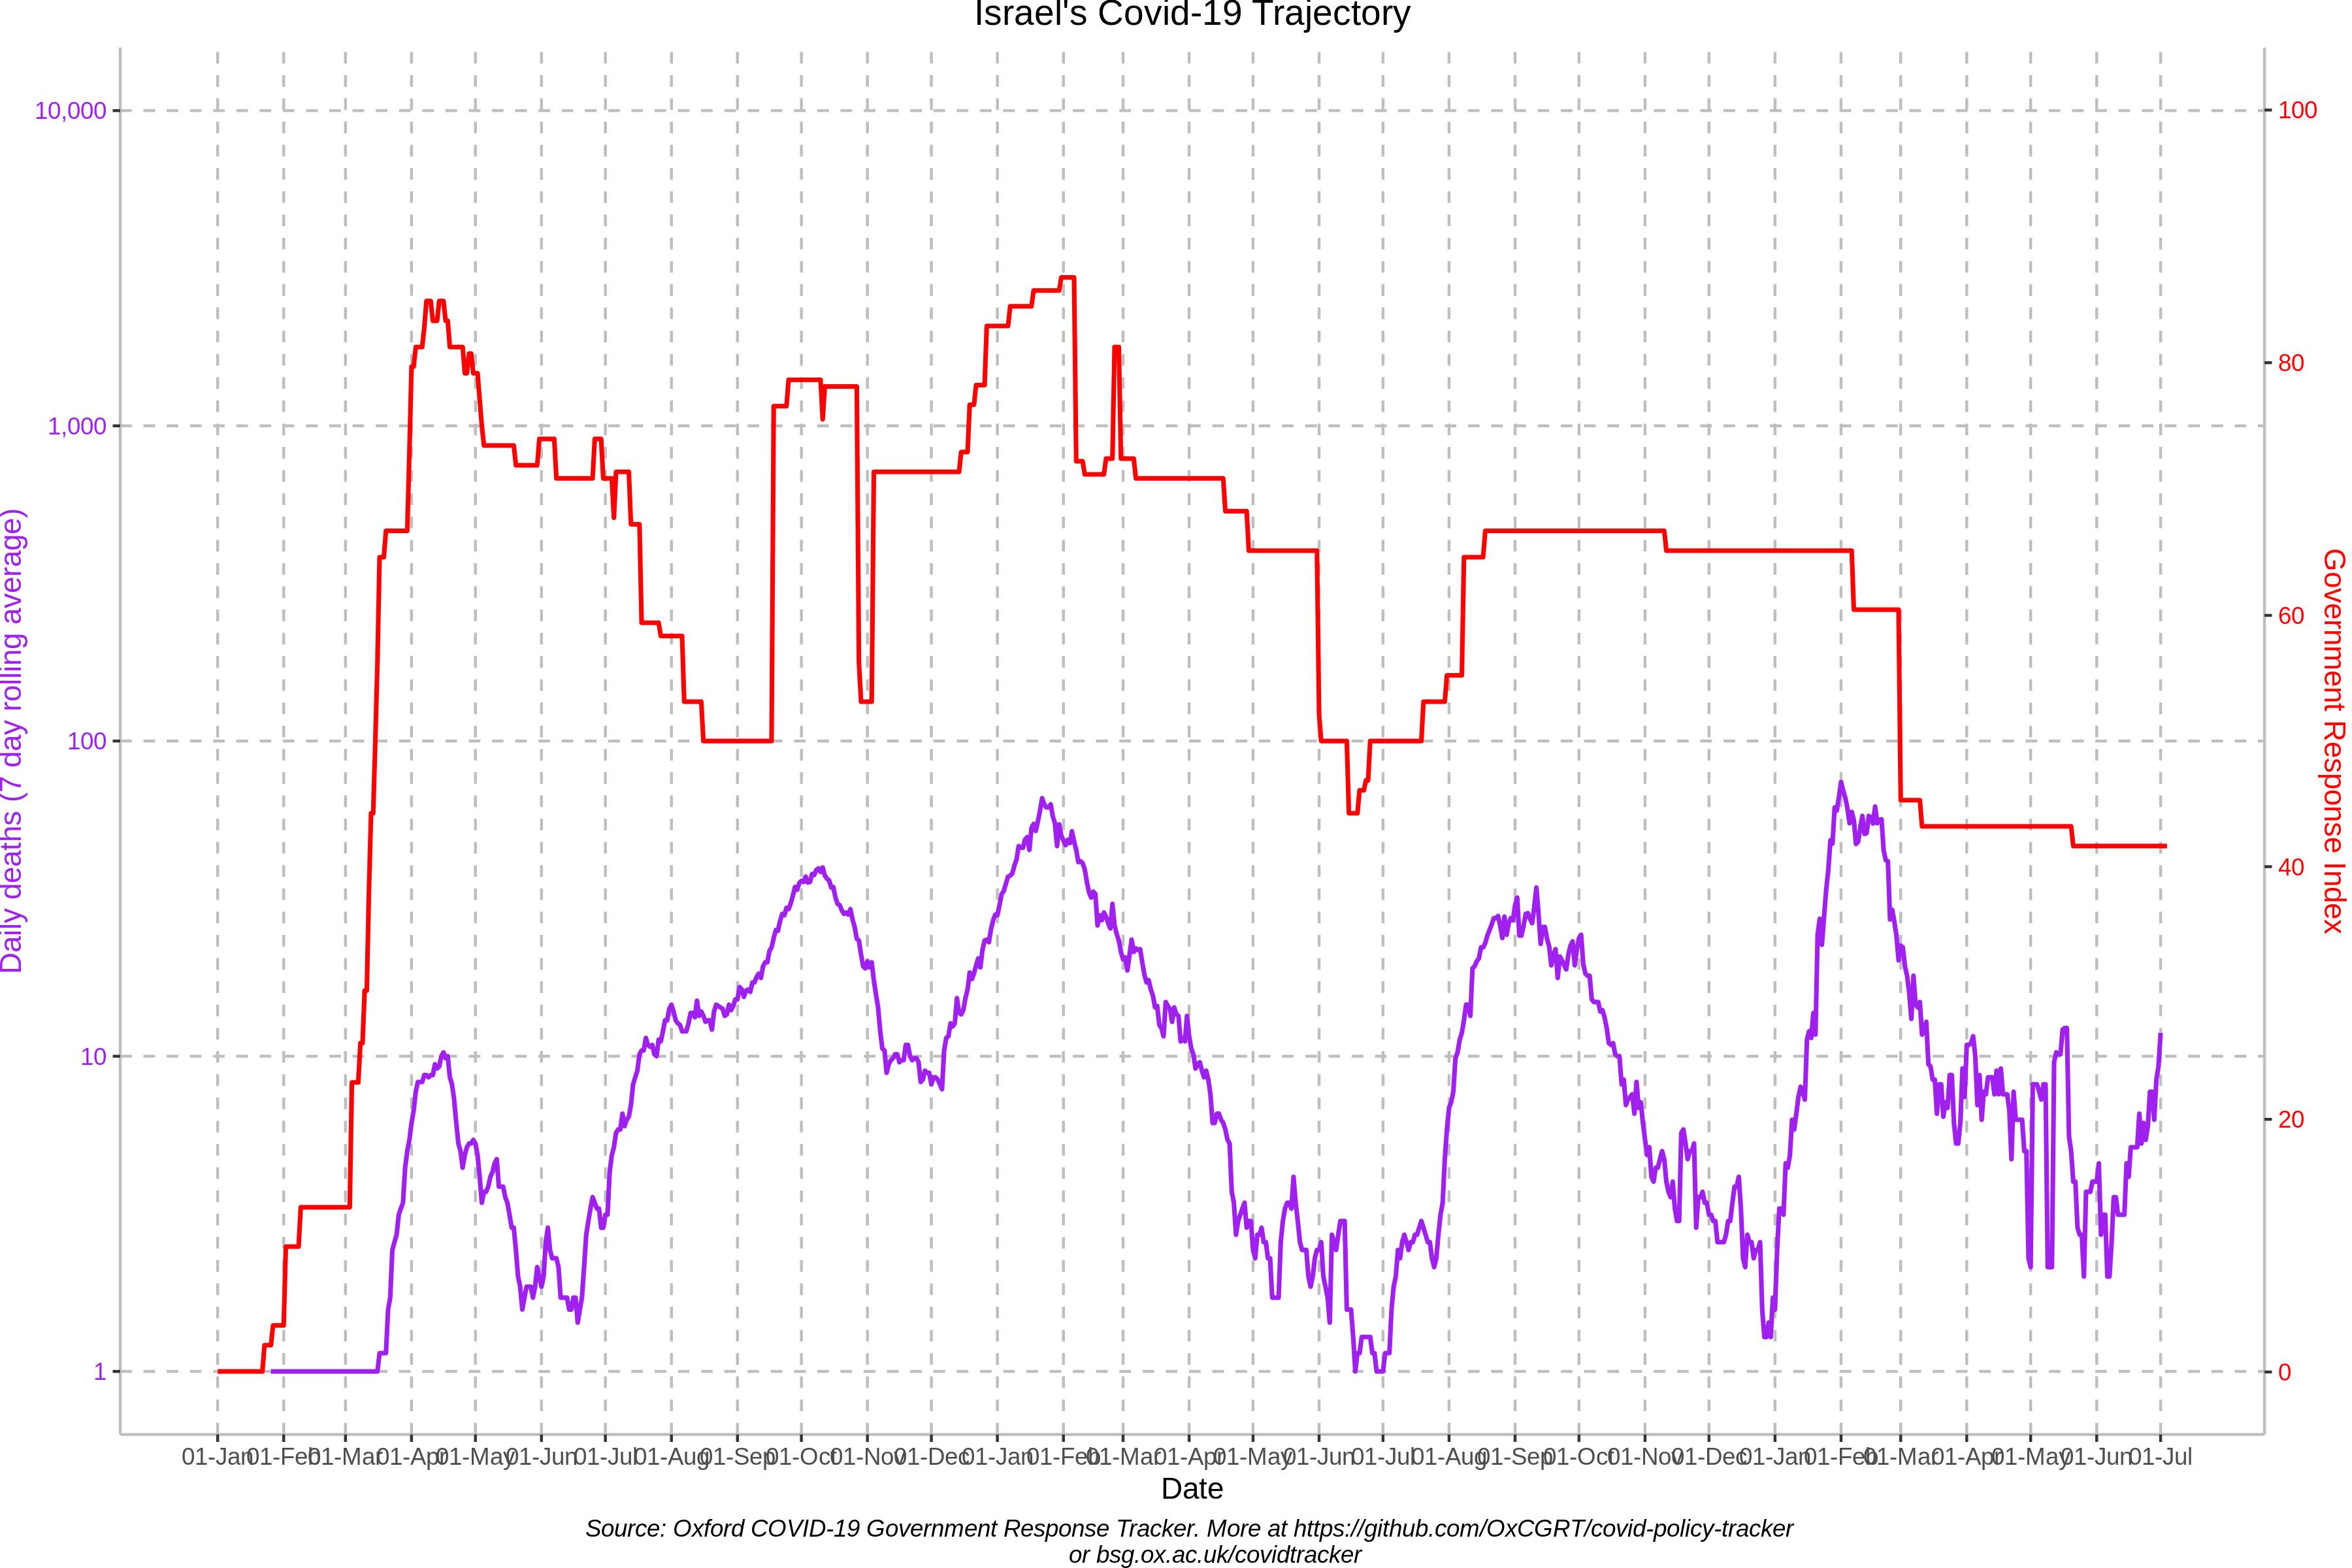 Israel's Covid-19 Trajectory
Daily deaths (7 day rolling average)
10,000
1,000
100
10
1
100
80
60
40
20
0
Government Response Index
01-Jan 01-Feb 01-Mar 01-Apr 01-May 01-Jun 01-Jul 01-Aug 01-Sep 01-Oct 01-Nov 01-Dec 01-Jan 01-Feb 01-Mar 01-Apr 01-May 01-Jun 01-Jul 01-Aug 01-Sep 01-Oct 01-Nov 01-Dec 01-Jan 01-Feb 01-Mar 01-Apr 01-May 01-Jun 01-Jul
Date
Source: Oxford COVID-19 Government Response Tracker. More at https://github.com/OxCGRT/covid-policy-tracker
or bsg.ox.ac.uk/covidtracker